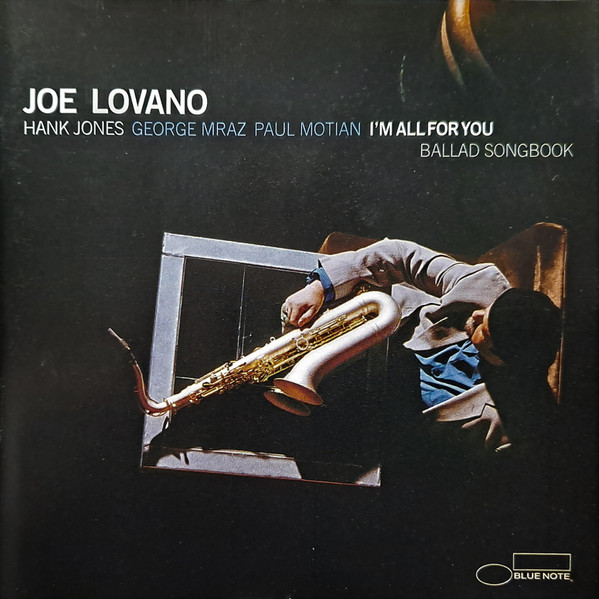 JOE LOVANO
HANK JONES GEORGE MRAZ PAUL MOTIAN I'M ALL FOR YOU
BALLAD SONGBOOK
BLUE NOTE